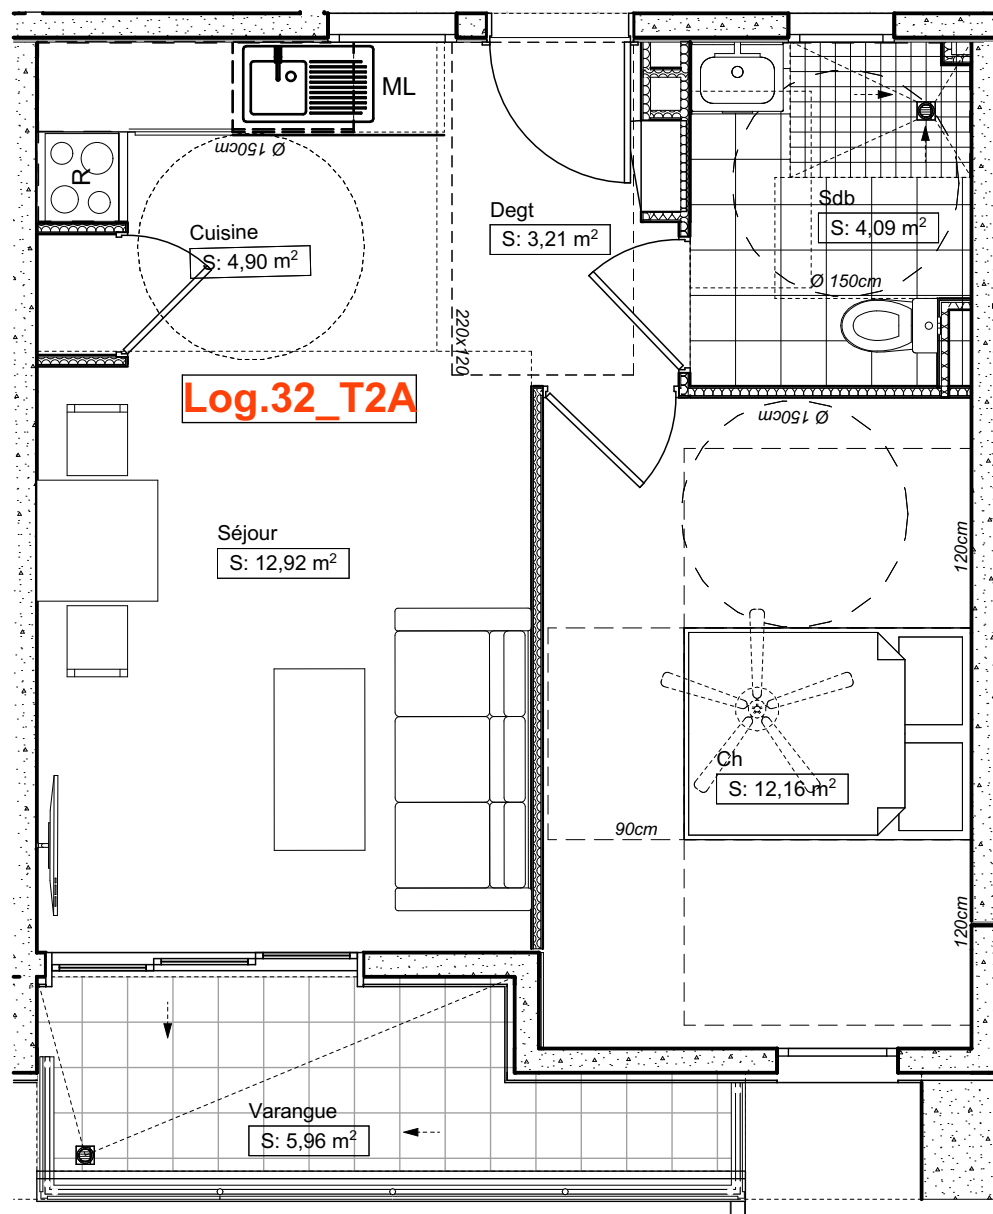 ML
Ø 150cm
R
Cuisine
S: 4,90 m²
Degt
S: 3,21 m²
Sdb
S: 4,09 m²
Ø 150cm
220x120
Log.32_T2A
Ø 150cm
120cm
Séjour
S: 12,92 m²
Ch
S: 12,16 m²
90cm
120cm
Varangue
S: 5,96 m²